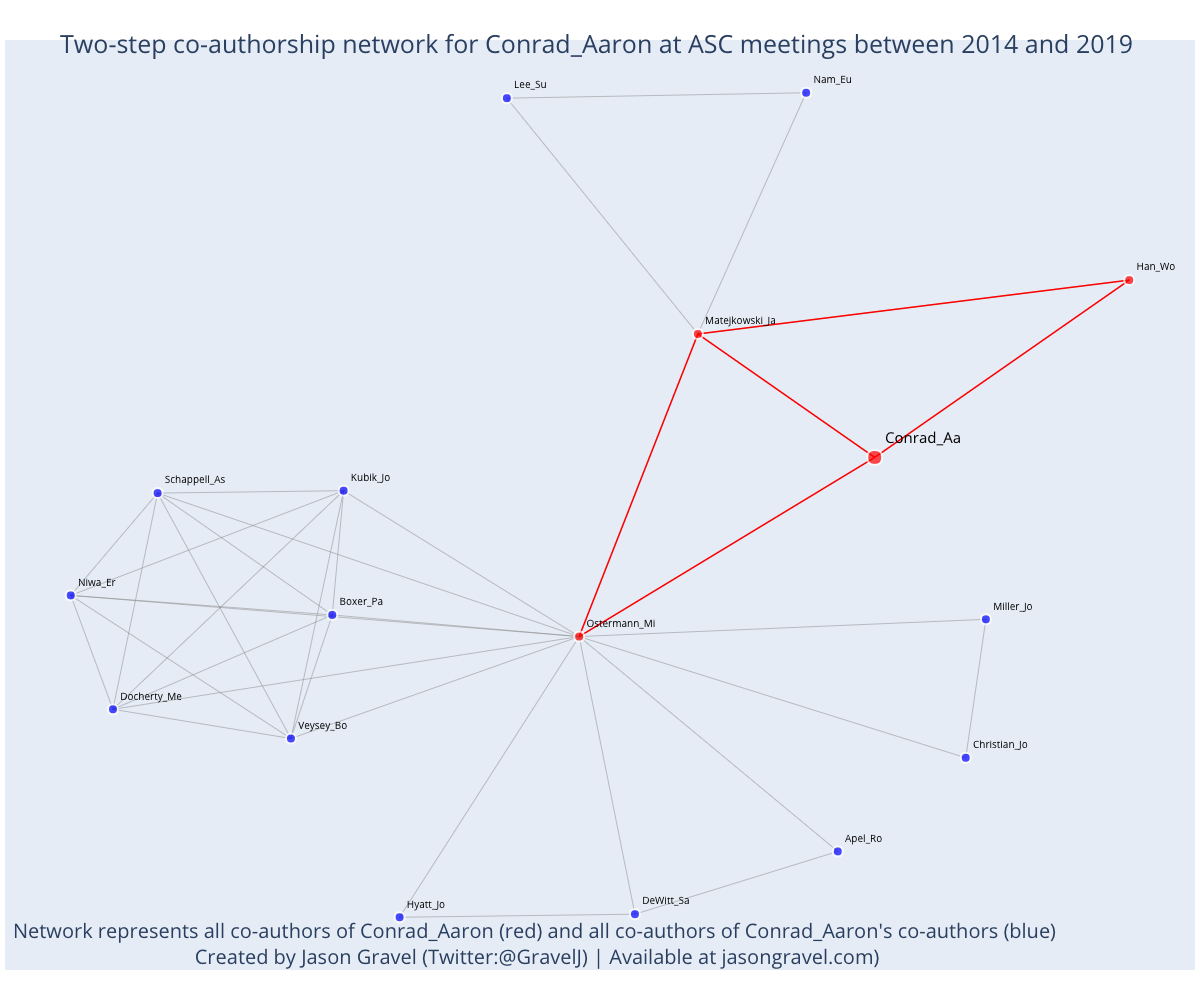 Two-step co-authorship network for Conrad_Aaron at ASC meetings between 2014 and 2019
Nam_Eu
Lee_Su
Han_Wo
Matejkowski_Ja
Conrad_Aa
Kubik_Jo
Schappell_As
Niwa_Er
Boxer_Pa
Miller_Jo
Ostermann_Mi
Docherty_Me
Veysey_Bo
Christian_Jo
Apel_Ro
DeWitt_Sa
Hyatt_Jo
Network represents all co-authors of Conrad_Aaron (red) and all co-authors of Conrad_Aaron's co-authors (blue)
Created by Jason Gravel (Twitter:@GravelJ) | Available at jasongravel.com)